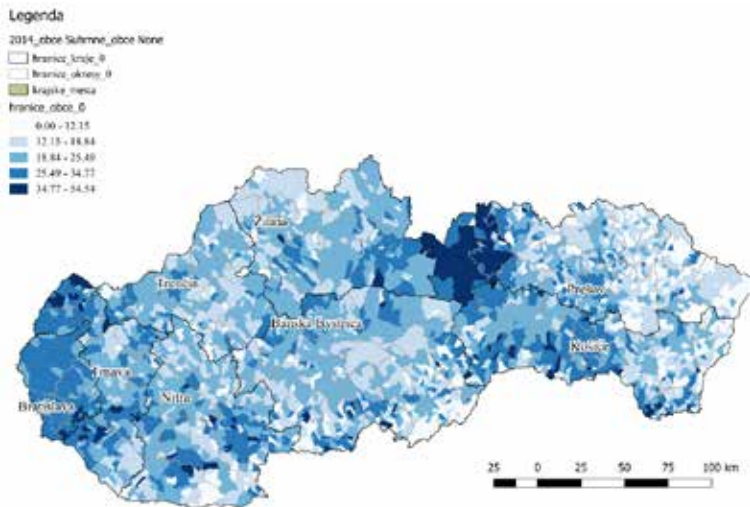 Legenda
2014_obce Súhrnne_obce None
hranice_kraje_0
hranice_okresy_0
krajske_mesta
hranice_obce_0
0.00 - 12.15
12.15 - 18.84
18.84 - 25.49
25.49 - 34.77
34.77 - 54.54
Žilina
Trenčín
Prešov
Banská Bystrica
Košice
Trnava
Nitra
Bratislava
25 0 25 50 75 100 km